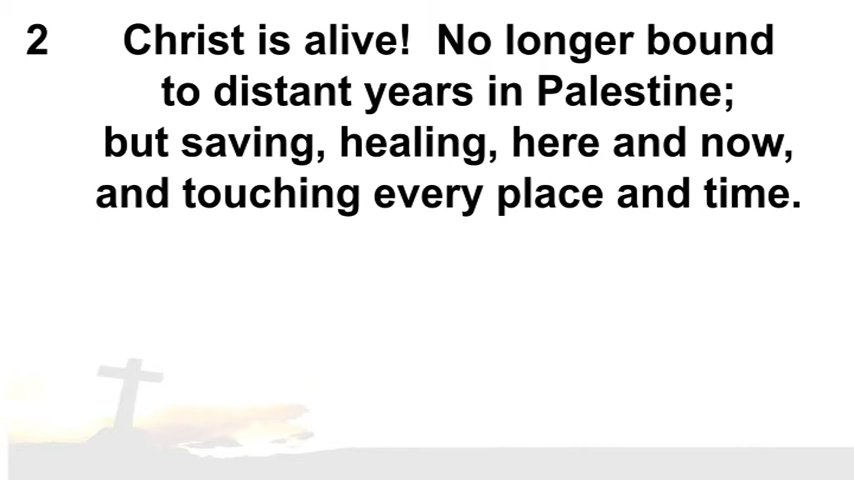 2 Christ is alive! No longer bound
to distant years in Palestine;
but saving, healing, here and now,
and touching every place and time.